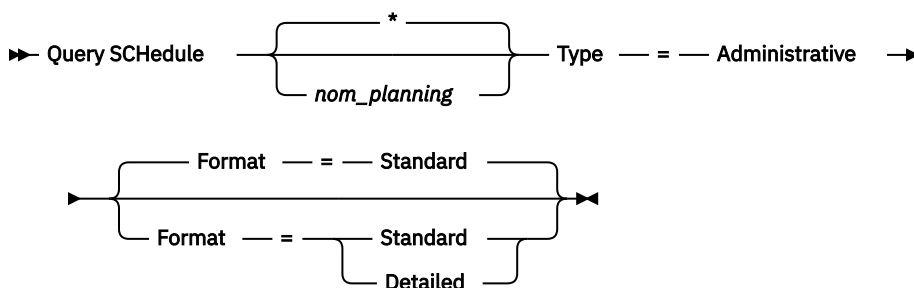 *
Query SCHedule Type = Administrative
nom_planning
Format = Standard
Format = Standard
Detailed